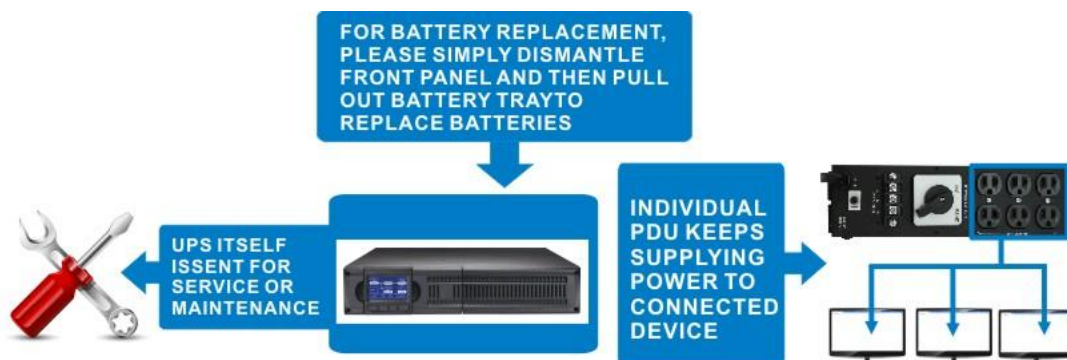 FOR BATTERY REPLACEMENT,
PLEASE SIMPLY DISMANTLE
FRONT PANEL AND THEN PULL
OUT BATTERY TRAYTO
REPLACE BATTERIES
UPS ITSELF
ISSENT FOR
SERVICE OR
MAINTENANCE
INDIVIDUAL
PDU KEEPS
SUPPLYING
POWER TO
CONNECTED
DEVICE